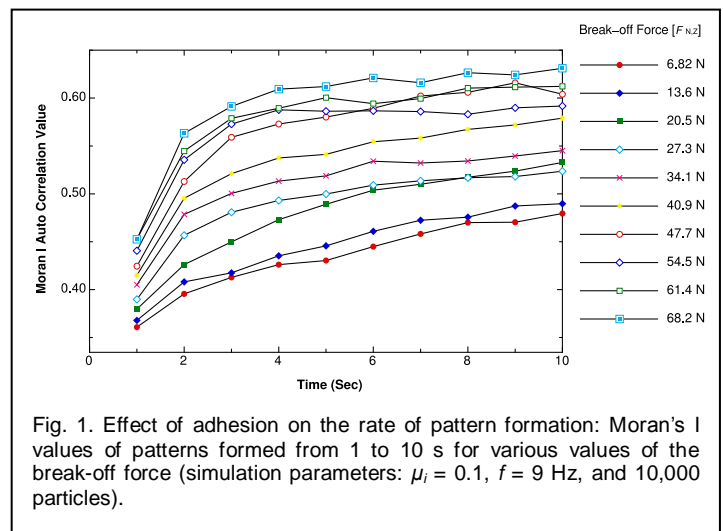 Break–off Force [F N.Z]
6.82 N
13.6 N
20.5 N
27.3 N
34.1 N
40.9 N
47.7 N
54.5 N
61.4 N
68.2 N
Moran I Auto Correlation Value
0.60
0.50
0.40
0 2 4 6 8 10
Time (Sec)
Fig. 1. Effect of adhesion on the rate of pattern formation: Moran's I
values of patterns formed from 1 to 10 s for various values of the
break-off force (simulation parameters: μi = 0.1, f = 9 Hz, and 10,000
particles).